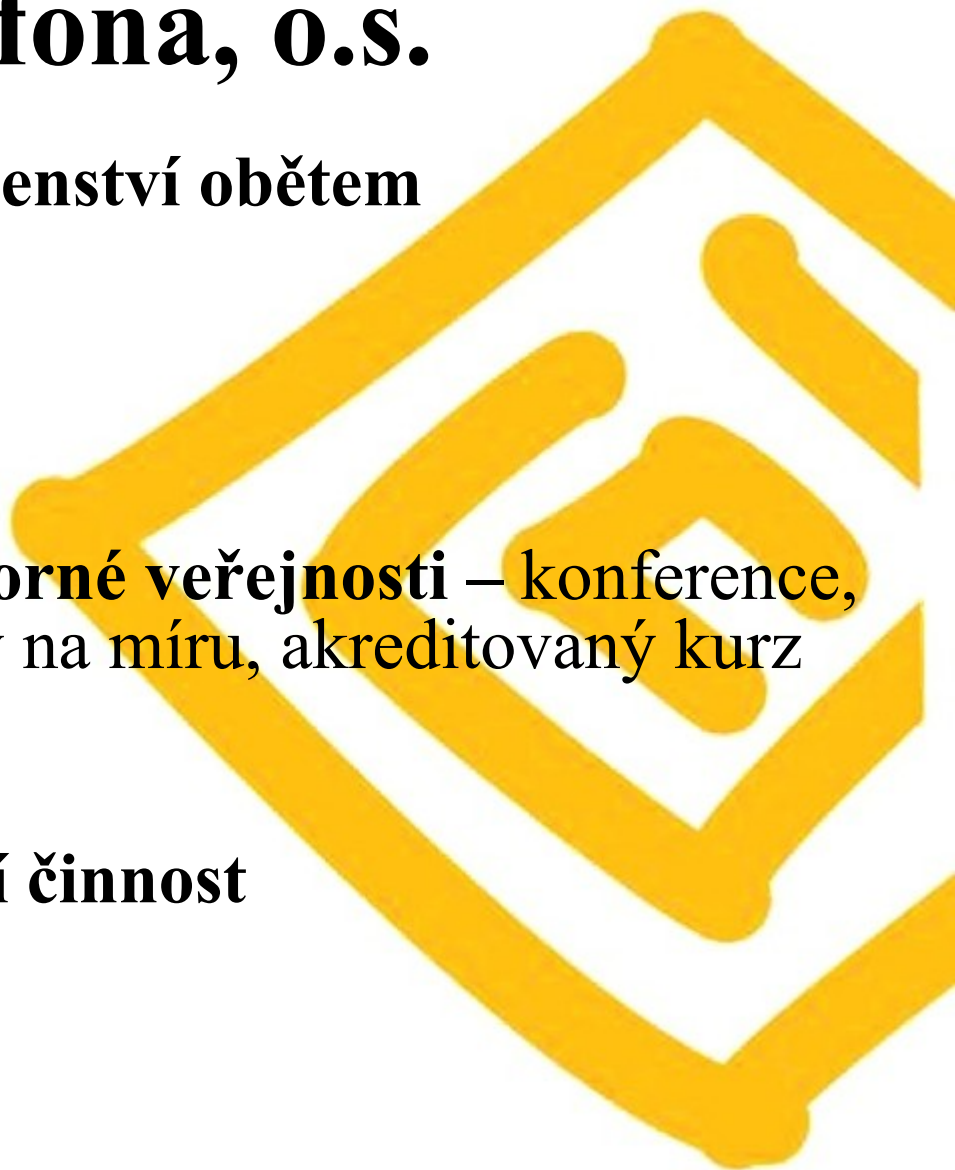 fona, o.s.
enství obětem
orné veřejnosti – konference,
na míru, akreditovaný kurz
í činnost